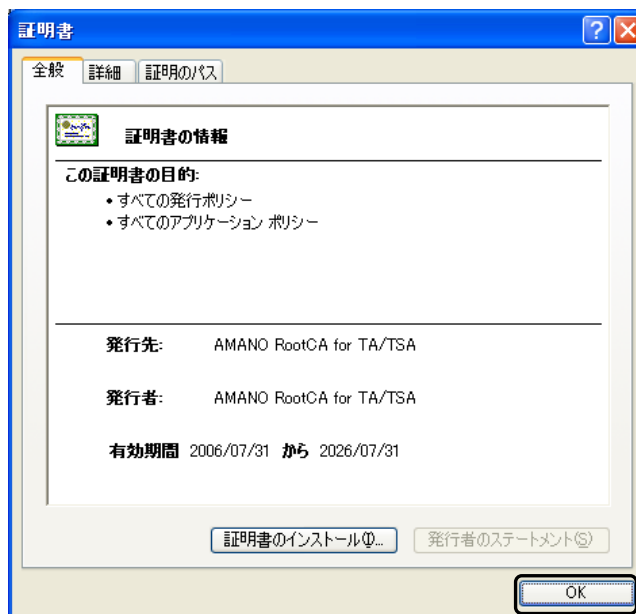 証明書
全般 詳細 証明のパス
証明書の情報
この証明書の目的:
• すべての発行ポリシー
• すべてのアプリケーション ポリシー
発行先: AMANO RootCA for TA/TSA
発行者: AMANO RootCA for TA/TSA
有効期間 2006/07/31 から 2026/07/31
証明書のインストール(I)... 発行者のステートメント(S)
OK